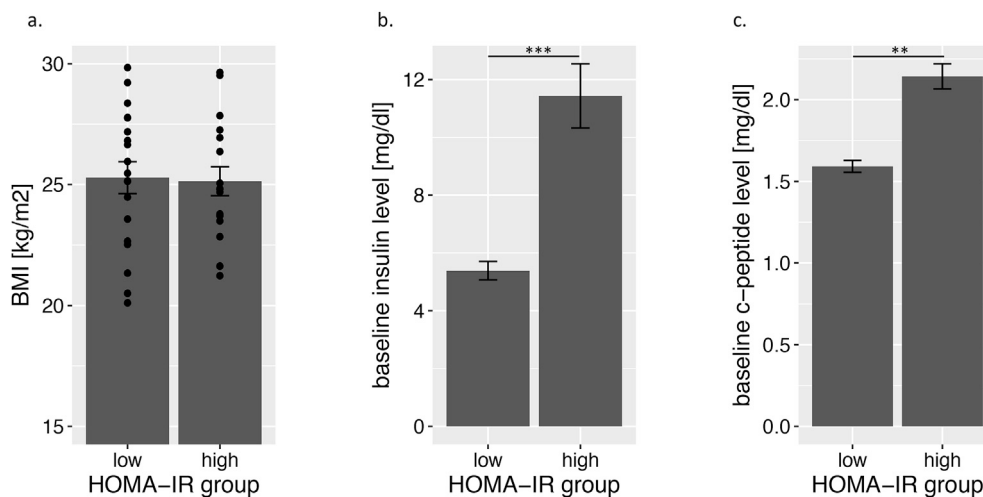 a.
BMI [kg/m2]
30
25
20
15
low high
HOMA−IR group
b.
baseline insulin level [mg/dl]
***
12
8
4
0
low high
HOMA−IR group
c.
baseline c−peptide level [mg/dl]
**
2.0
1.5
1.0
0.5
0.0
low high
HOMA−IR group